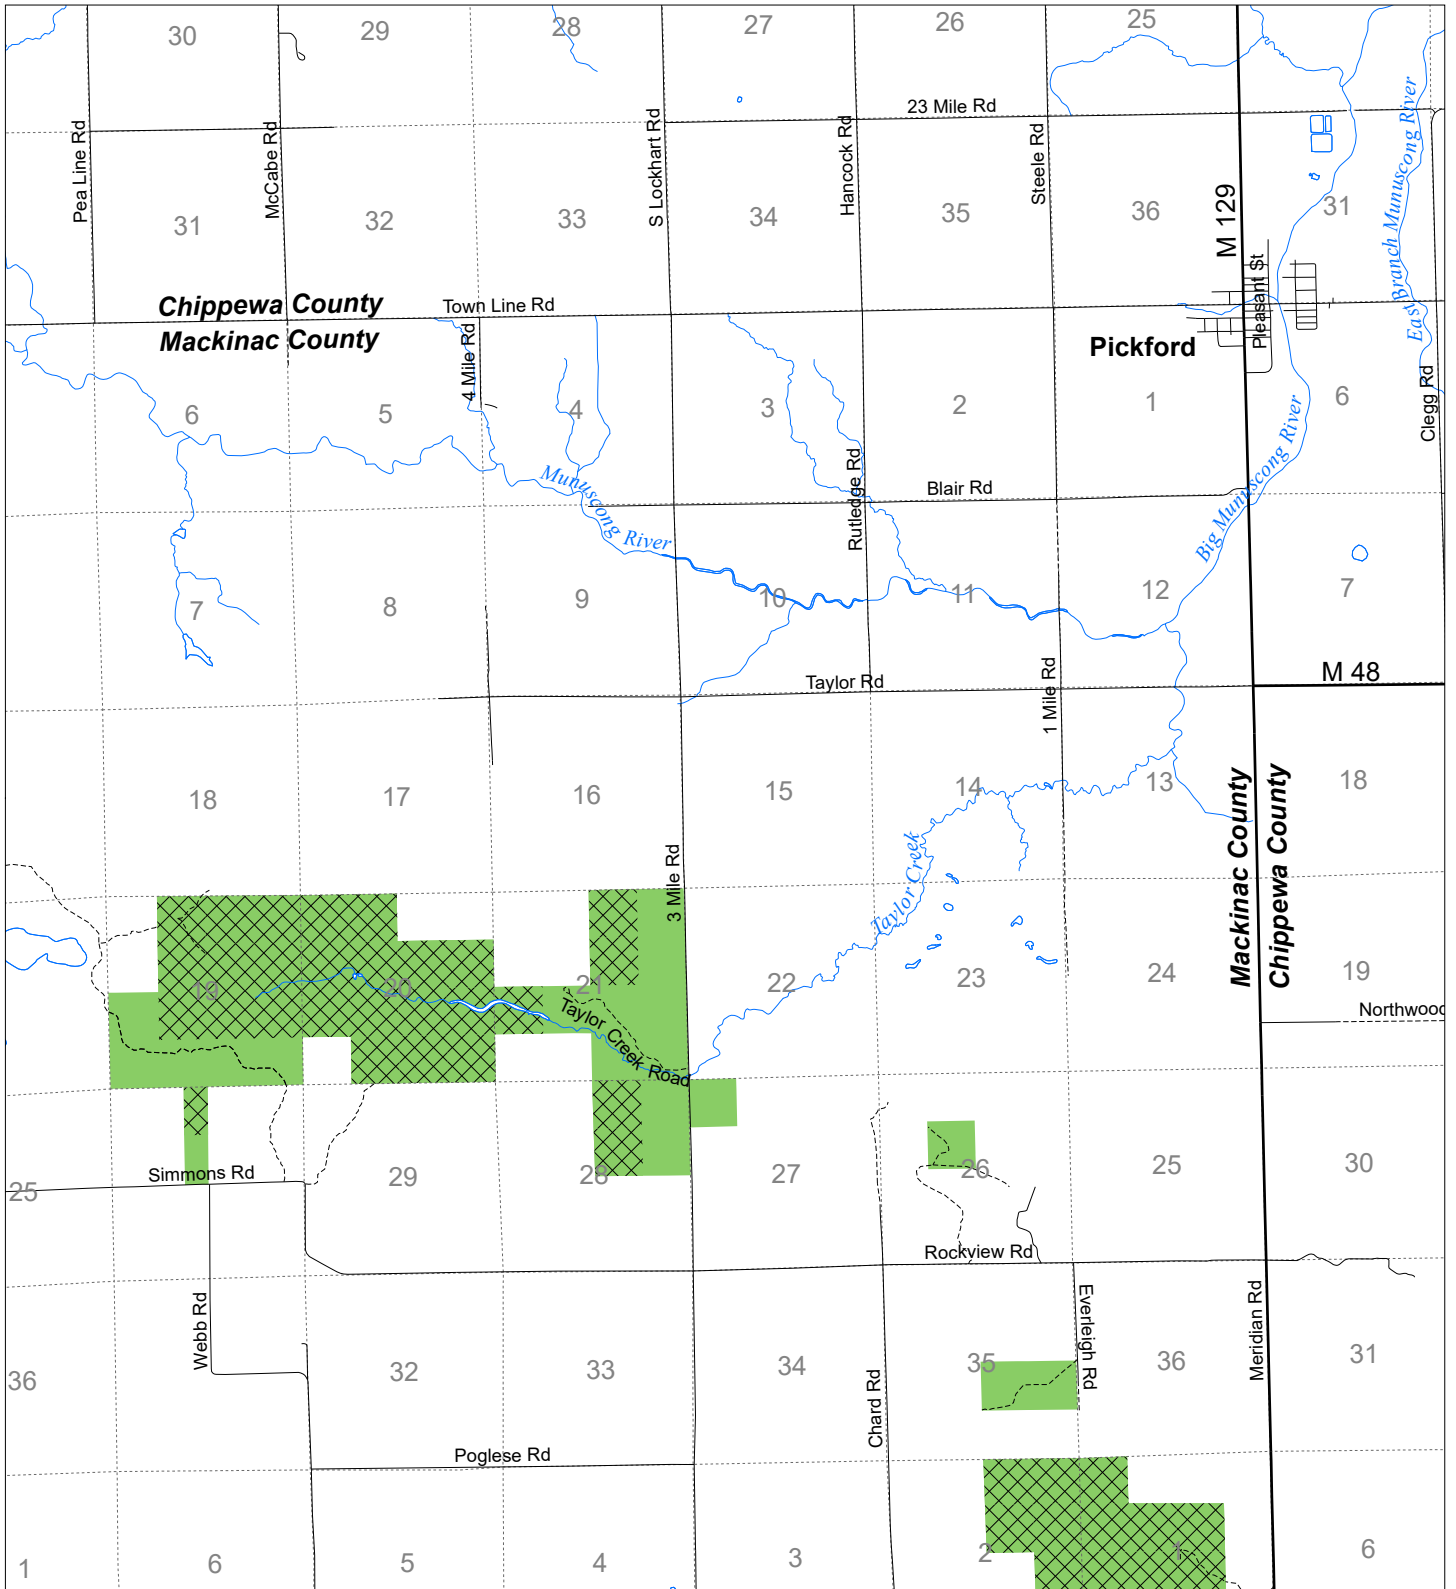 30
29
28
27
26
25
23 Mile Rd
Pea Line Rd
McCabe Rd
S Lockhart Rd
Hancock Rd
Steele Rd
M 129
East Branch Munuscong River
31
32
33
34
35
36
31
Chippewa County
Mackinac County
Town Line Rd
4 Mile Rd
Pleasant St
Pickford
Clegg Rd
6
5
4
3
2
1
6
Munuscong River
Rutledge Rd
Blair Rd
Big Munuscong River
7
8
9
10
11
12
7
Taylor Rd
1 Mile Rd
M 48
18
17
16
15
14
13
18
3 Mile Rd
Taylor Creek
Mackinac County
Chippewa County
19
20
21
22
23
24
19
Taylor Creek Road
Northwood
25
Simmons Rd
29
28
27
26
25
30
Rockview Rd
Webb Rd
Everleigh Rd
Meridian Rd
36
32
33
34
35
36
31
Chard Rd
Poglese Rd
1
6
5
4
3
2
1
6